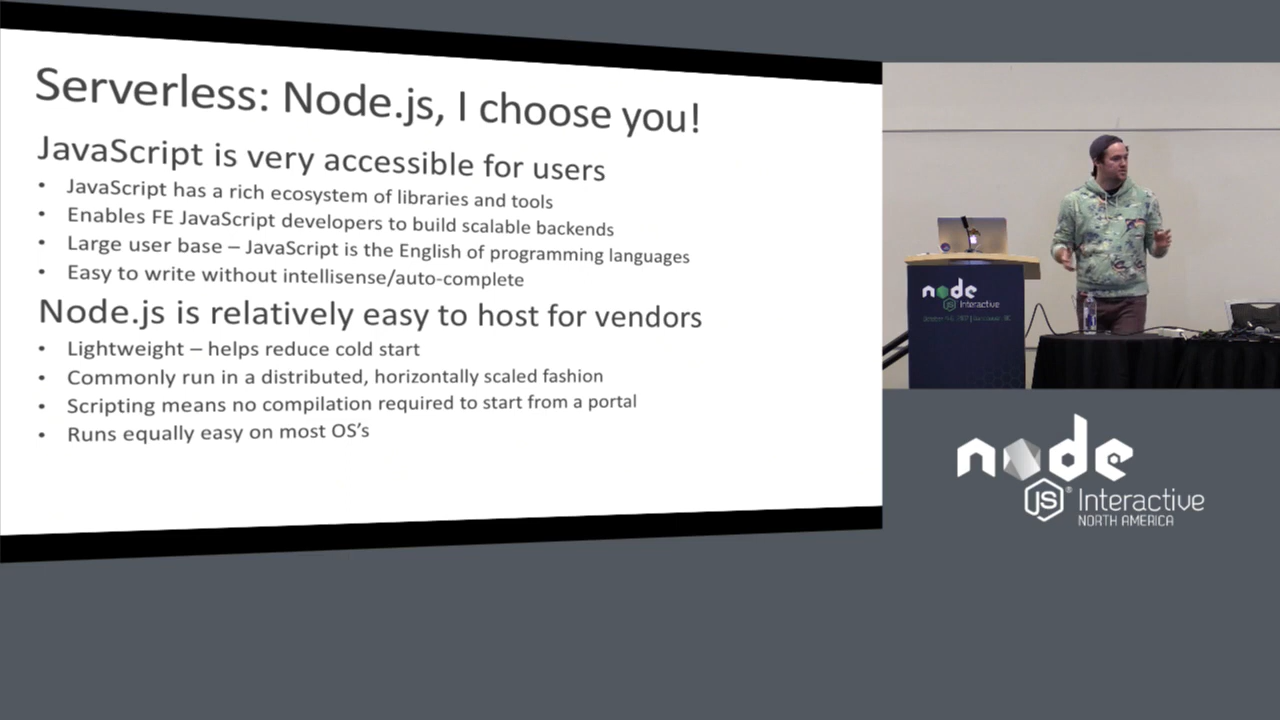 Serverless: Node.js, I choose you!
JavaScript is very accessible for users
• JavaScript has a rich ecosystem of libraries and tools
• Enables FE JavaScript developers to build scalable backends
• Large user base – JavaScript is the English of programming languages
• Easy to write without intellisense/auto-complete
Node.js is relatively easy to host for vendors
• Lightweight – helps reduce cold start
• Commonly run in a distributed, horizontally scaled fashion
• Scripting means no compilation required to start from a portal
• Runs equally easy on most OS's
node
JS Interactive
node
JS® Interactive
NORTH AMERICA